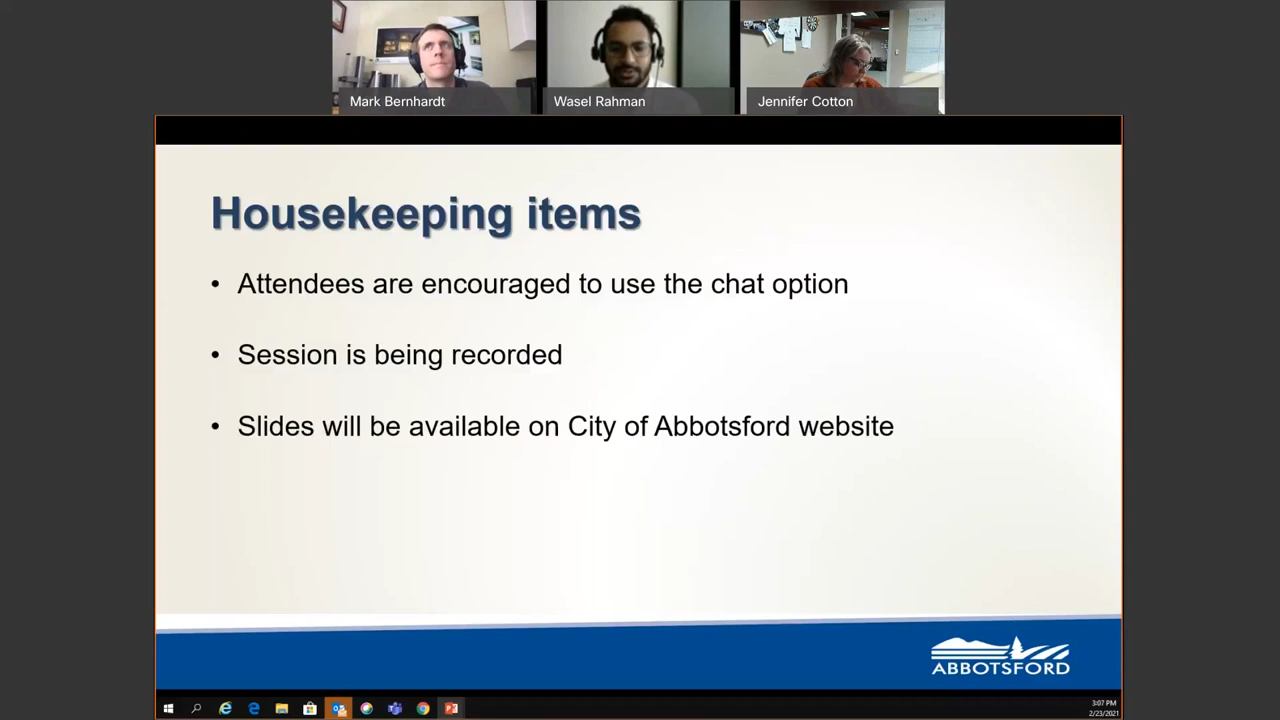 Mark Bernhardt
Wasel Rahman
Jennifer Cotton
Housekeeping items
• Attendees are encouraged to use the chat option
• Session is being recorded
• Slides will be available on City of Abbotsford website
ABBOTSFORD
3:07 PM
2/23/2021